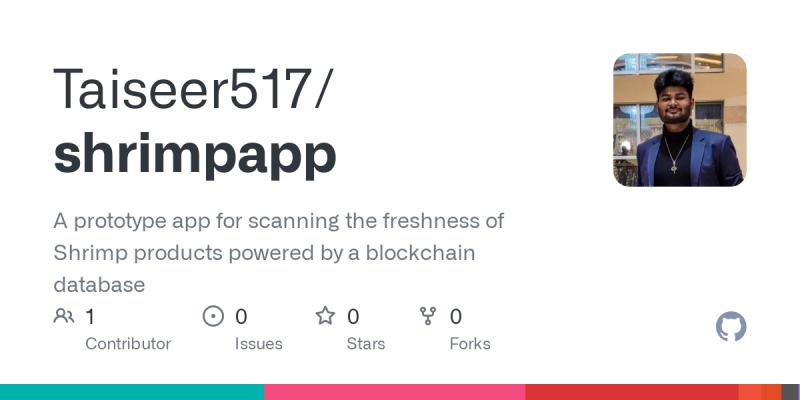 Taiseer517/
shrimpapp
A prototype app for scanning the freshness of
Shrimp products powered by a blockchain
database
1 0 0 0
Contributor Issues Stars Forks